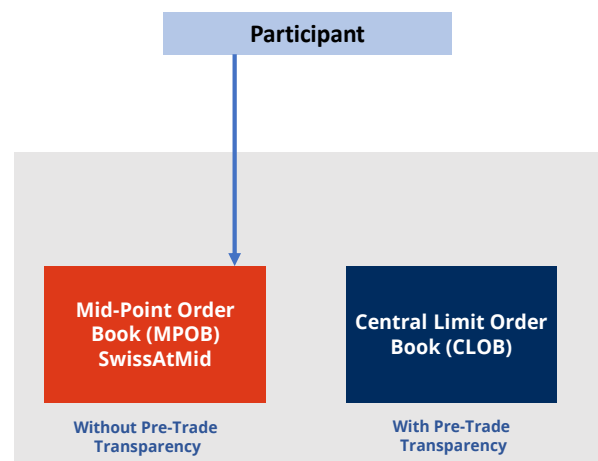 Participant
Mid-Point Order
Book (MPOB)
SwissAtMid
Central Limit Order
Book (CLOB)
Without Pre-Trade
Transparency
With Pre-Trade
Transparency